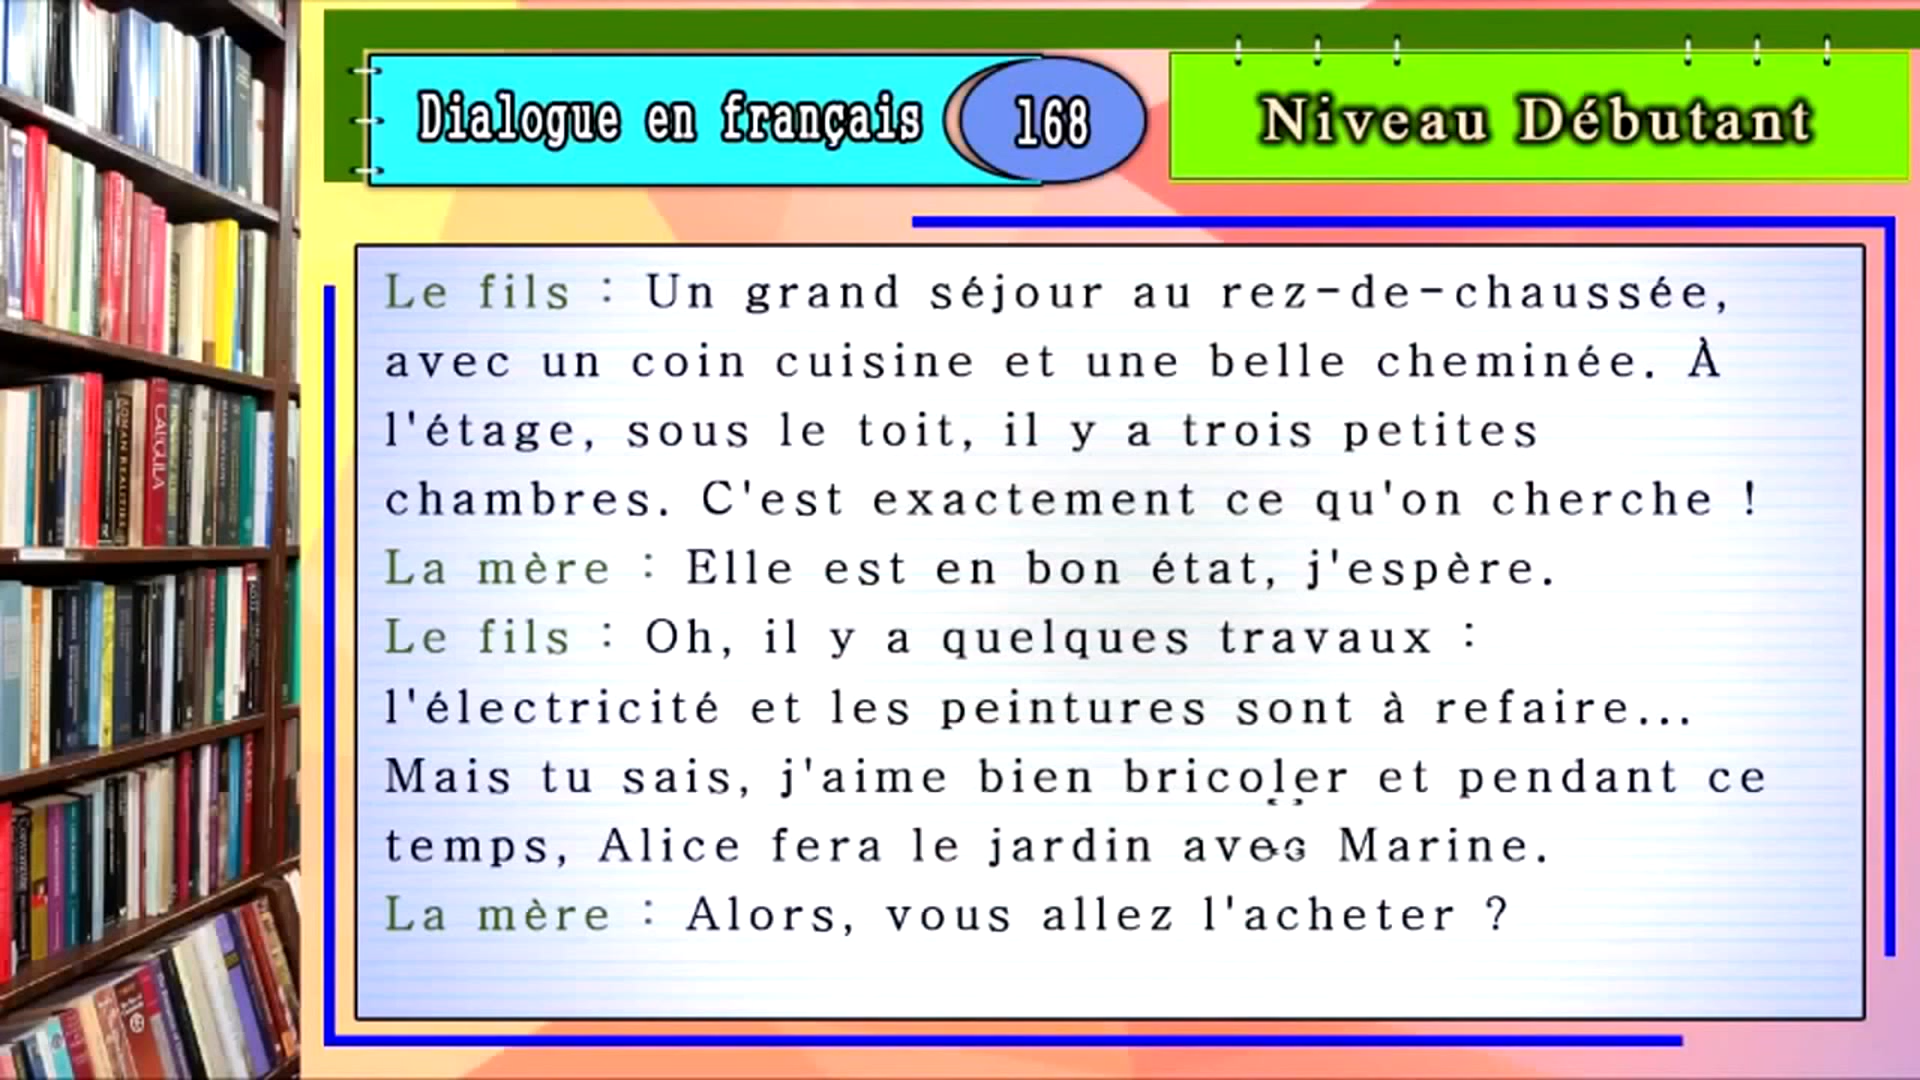 Dialogue en français 168
Niveau Débutant
Le fils : Un grand séjour au rez-de-chaussée,
avec un coin cuisine et une belle cheminée. À
l'étage, sous le toit, il y a trois petites
chambres. C'est exactement ce qu'on cherche !
La mère : Elle est en bon état, j'espère.
Le fils : Oh, il y a quelques travaux :
l'électricité et les peintures sont à refaire...
Mais tu sais, j'aime bien bricoler et pendant ce
temps, Alice fera le jardin avec Marine.
La mère : Alors, vous allez l'acheter ?
CALIGULA
ROMAN REALITIES